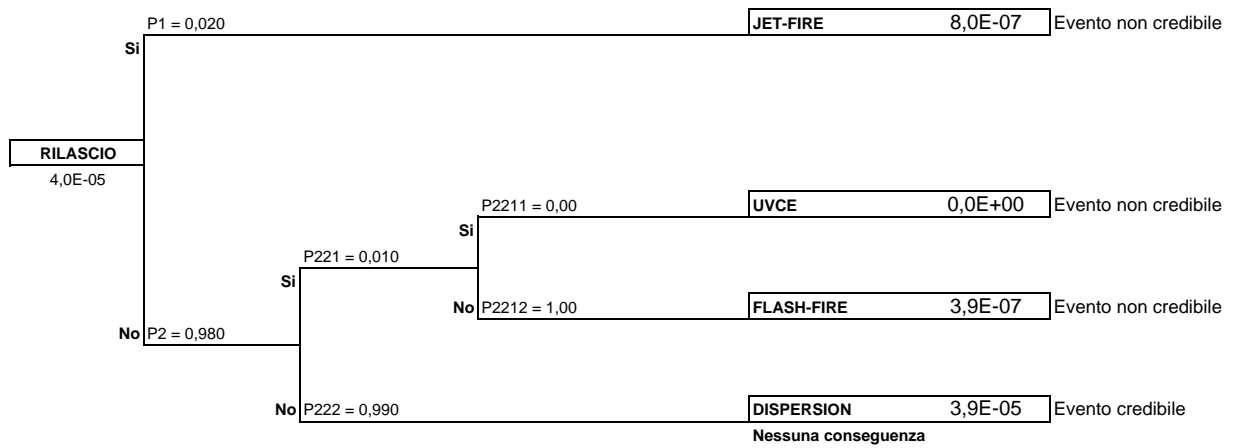 P1 = 0,020
JET-FIRE 8,0E-07 Evento non credibile
Si
RILASCIO
4,0E-05
P2211 = 0,00
UVCE 0,0E+00 Evento non credibile
Si
P221 = 0,010
Si
No P2212 = 1,00
FLASH-FIRE 3,9E-07 Evento non credibile
No P2 = 0,980
No P222 = 0,990
DISPERSION 3,9E-05 Evento credibile
Nessuna conseguenza